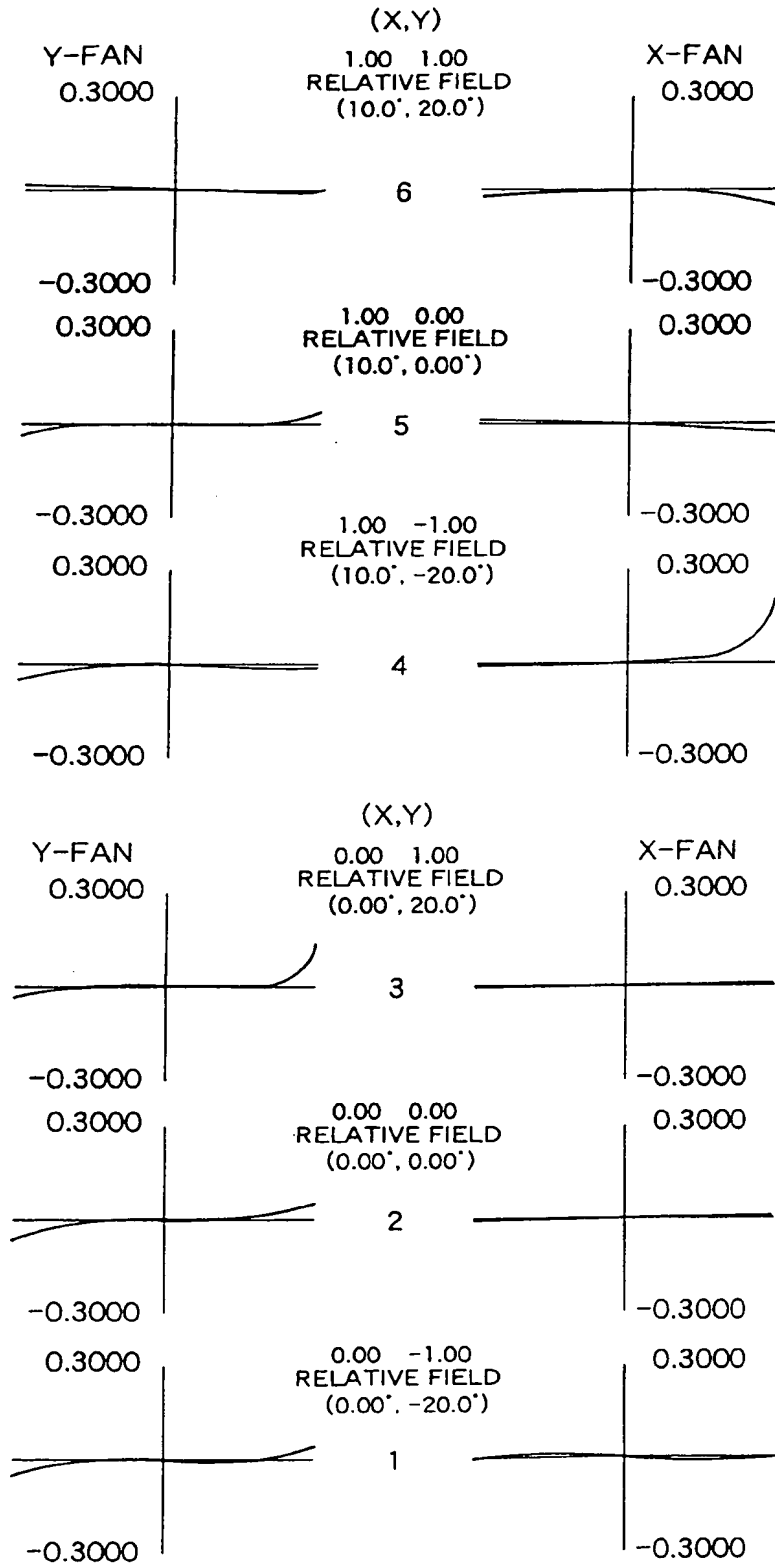 (X,Y)
Y-FAN 1.00 1.00 X-FAN
0.3000 RELATIVE FIELD 0.3000
(10.0°, 20.0°)
6
-0.3000 -0.3000
0.3000 1.00 0.00 0.3000
RELATIVE FIELD
(10.0°, 0.00°)
5
-0.3000 1.00 -1.00 -0.3000
0.3000 RELATIVE FIELD 0.3000
(10.0°, -20.0°)
4
-0.3000 -0.3000
(X,Y)
Y-FAN 0.00 1.00 X-FAN
0.3000 RELATIVE FIELD 0.3000
(0.00°, 20.0°)
3
-0.3000 -0.3000
0.3000 0.00 0.00 0.3000
RELATIVE FIELD
(0.00°, 0.00°)
2
-0.3000 -0.3000
0.3000 0.00 -1.00 0.3000
RELATIVE FIELD
(0.00°, -20.0°)
1
-0.3000 -0.3000